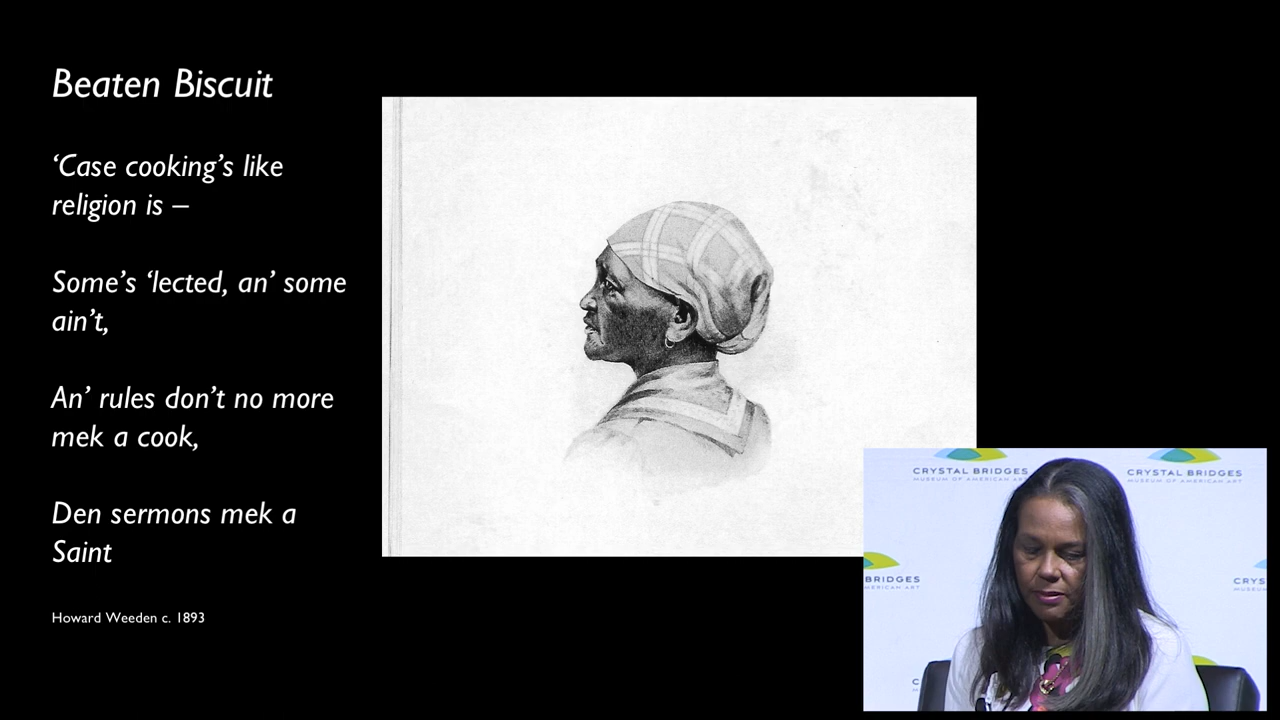 Beaten Biscuit
‘Case cooking’s like
religion is –
Some’s ‘lected, an’ some
ain’t,
An’ rules don’t no more
mek a cook,
Den sermons mek a
Saint
Howard Weeden c. 1893
CRYSTAL BRIDGES
MUSEUM OF AMERICAN ART
CRYSTAL BRIDGES
MUSEUM OF AMERICAN ART
BRIDGES
AMERICAN ART
CRYS
MUSEUM